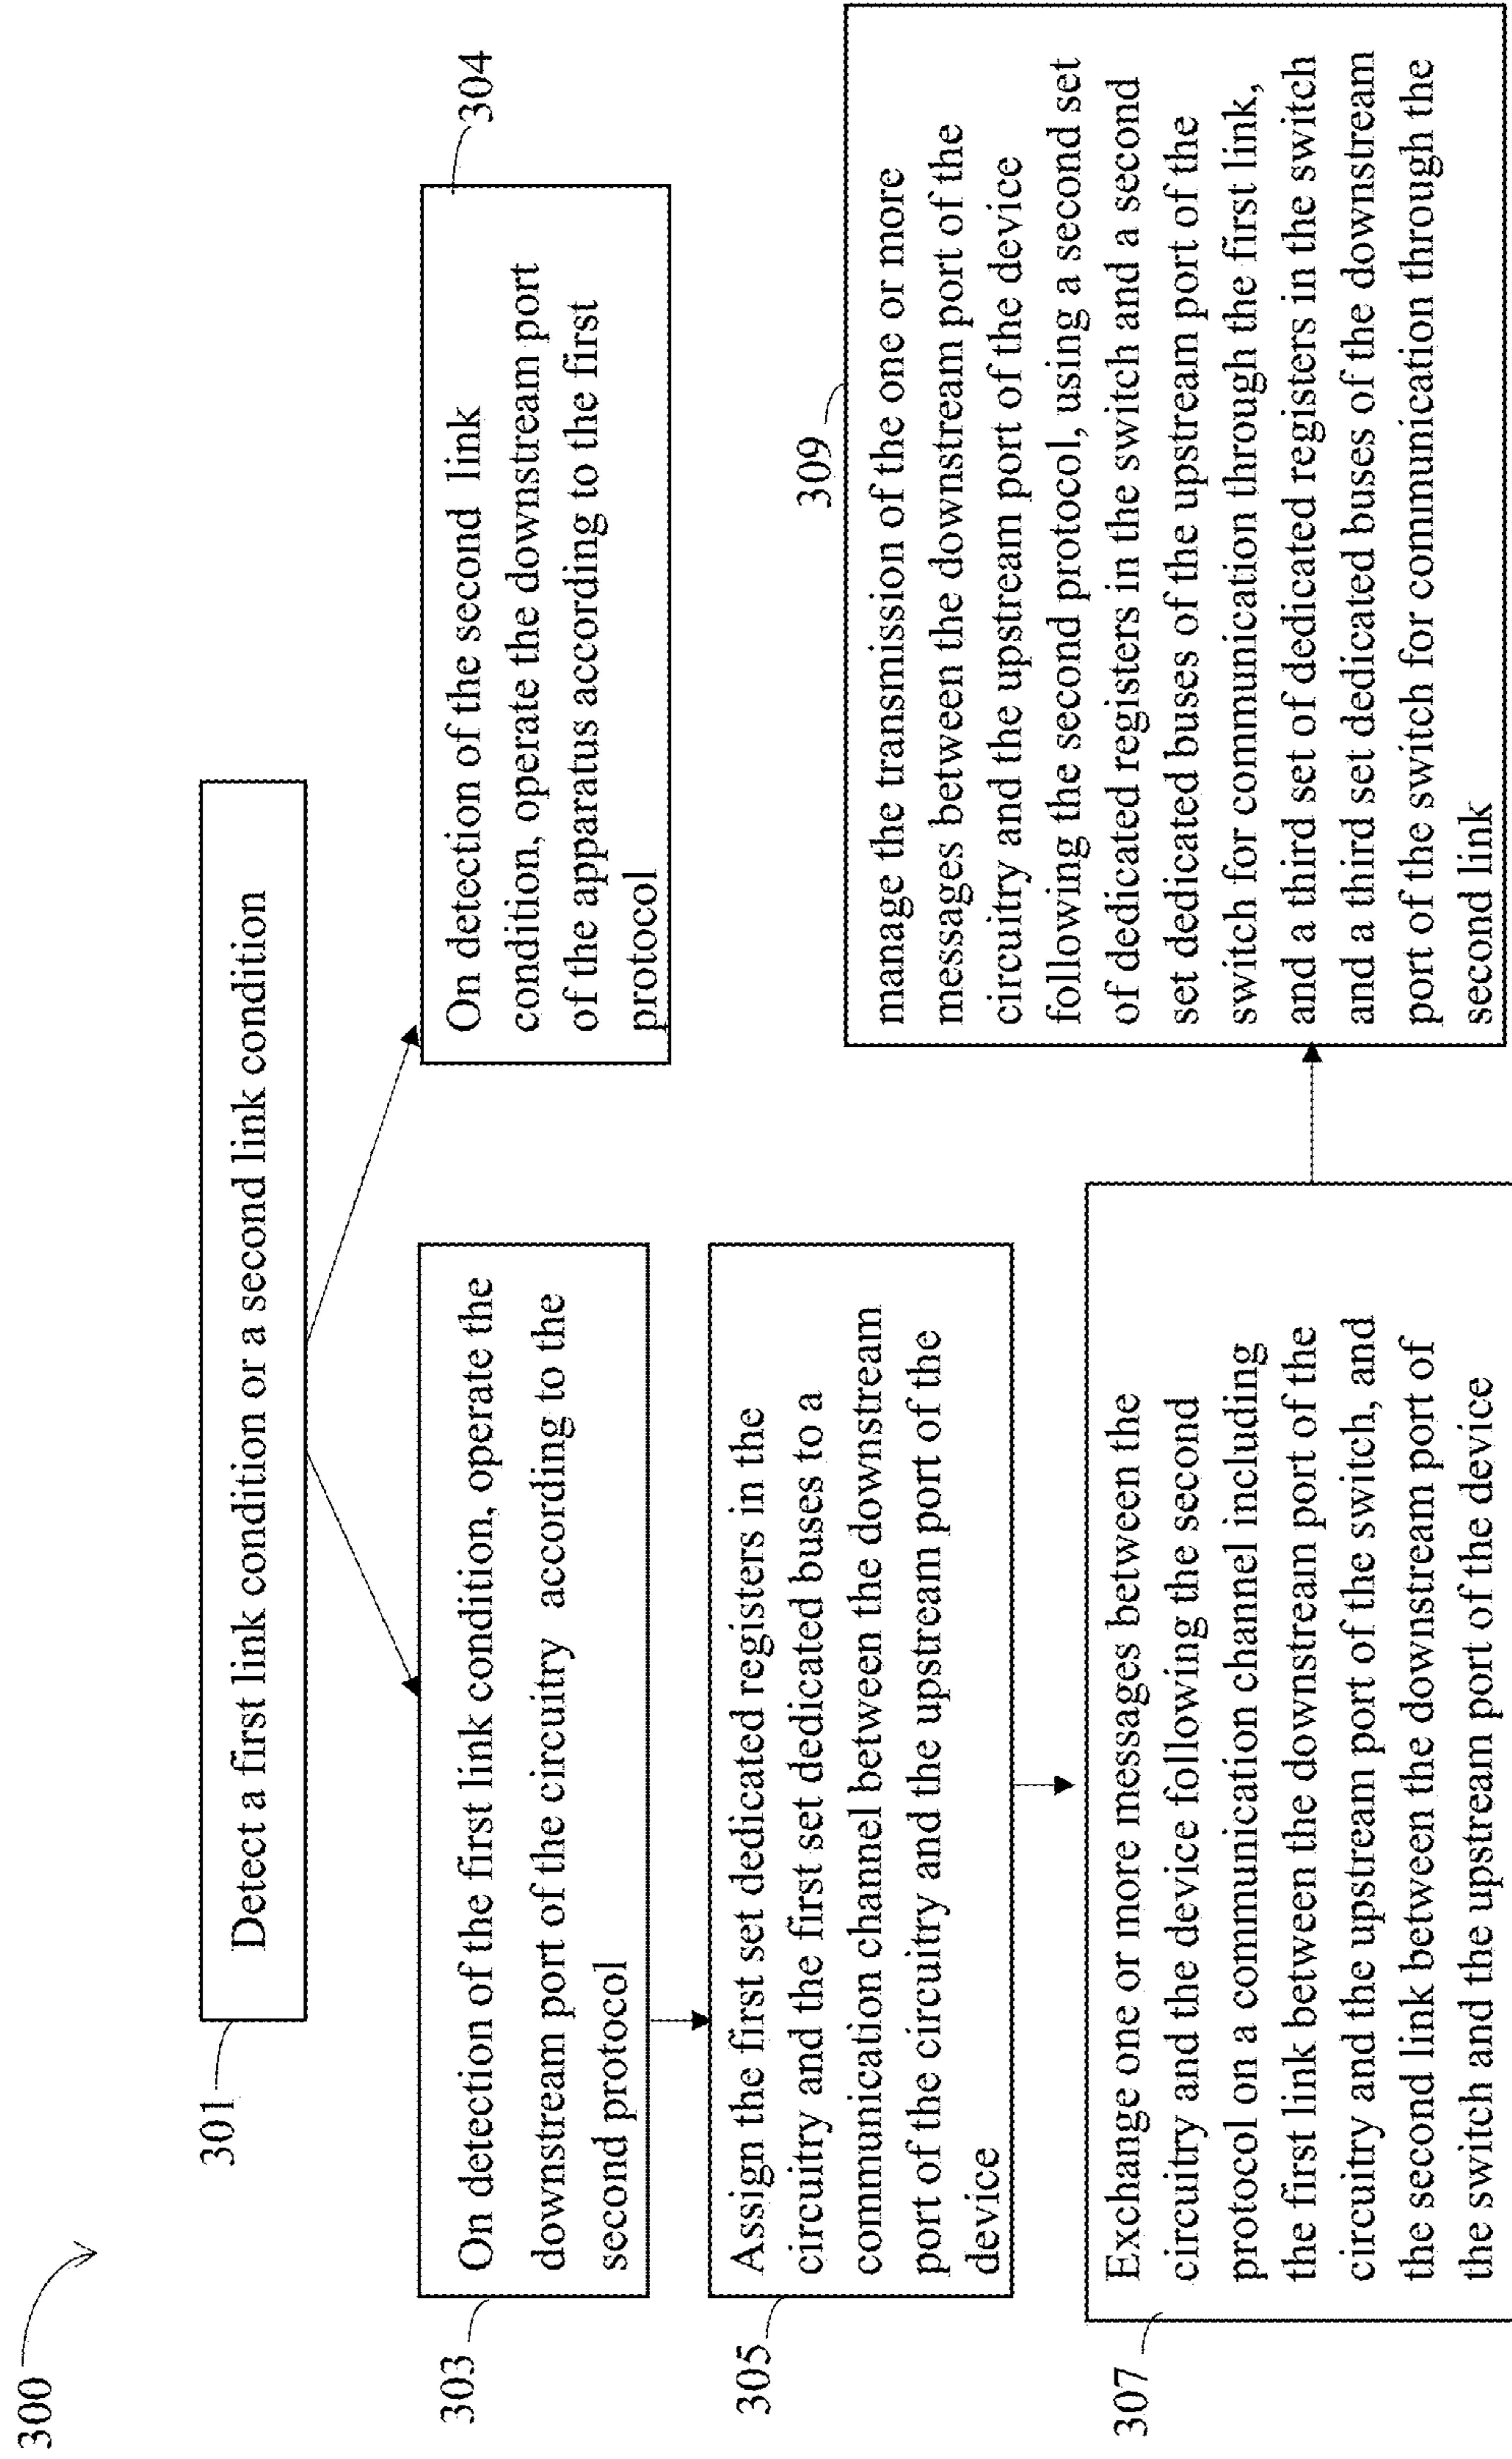 300
301
Detect a first link condition or a second link condition
303
On detection of the first link condition, operate the
downstream port of the circuitry according to the
second protocol
304
On detection of the second link
condition, operate the downstream port
of the apparatus according to the first
protocol
305
Assign the first set dedicated registers in the
circuitry and the first set dedicated buses to a
communication channel between the downstream
port of the circuitry and the upstream port of the
device
307
Exchange one or more messages between the
circuitry and the device following the second
protocol on a communication channel including
the first link between the downstream port of the
circuitry and the upstream port of the switch, and
the second link between the downstream port of
the switch and the upstream port of the device
309
manage the transmission of the one or more
messages between the downstream port of the
circuitry and the upstream port of the device
following the second protocol, using a second set
of dedicated registers in the switch and a second
set dedicated buses of the upstream port of the
switch for communication through the first link,
and a third set of dedicated registers in the switch
and a third set dedicated buses of the downstream
port of the switch for communication through the
second link